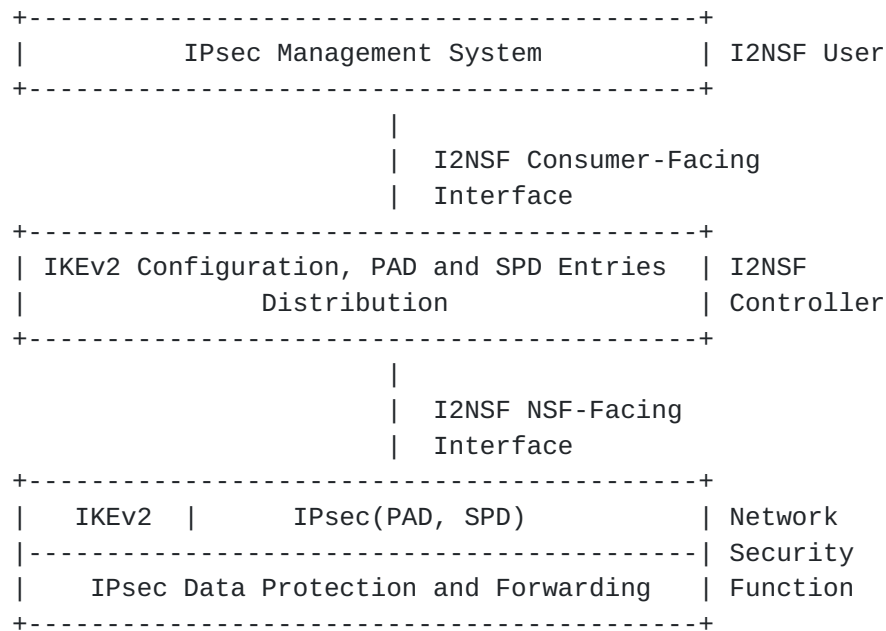 +-------------------------------------------+
|          IPsec Management System          | I2NSF User
+-------------------------------------------+
                        |
                        |  I2NSF Consumer-Facing
                        |  Interface
+-------------------------------------------+
| IKEv2 Configuration, PAD and SPD Entries  | I2NSF
|               Distribution                | Controller
+-------------------------------------------+
                        |
                        |  I2NSF NSF-Facing
                        |  Interface
+-------------------------------------------+
|   IKEv2  |      IPsec(PAD, SPD)           | Network
|-------------------------------------------| Security
|    IPsec Data Protection and Forwarding   | Function
+-------------------------------------------+